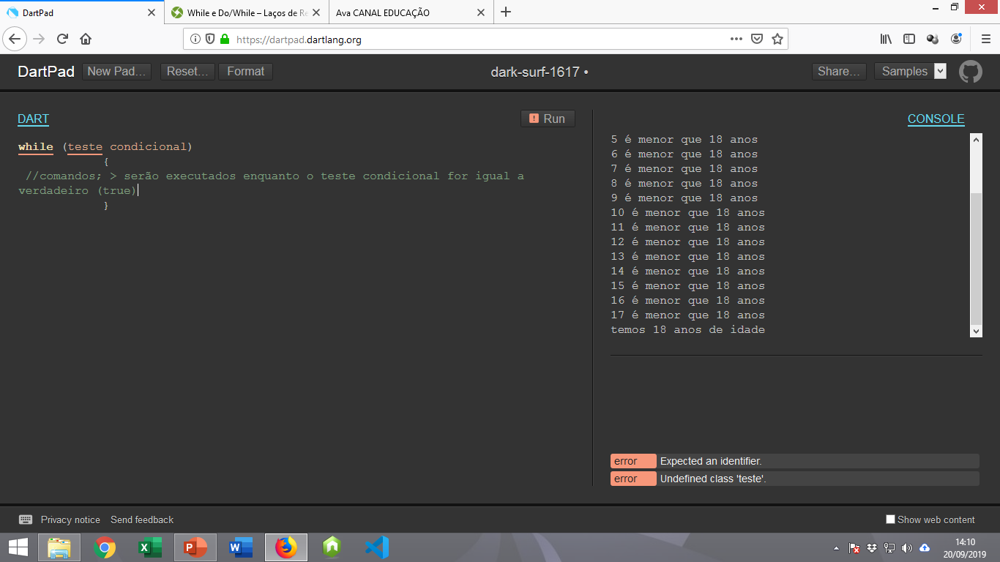 DartPad
While e Do/While – Laços de Re
Ava CANAL EDUCAÇÃO
https://dartpad.dartlang.org
DartPad
New Pad…
Reset…
Format
dark-surf-1617 •
Share…
Samples
DART
Run
CONSOLE
while (teste condicional)
{
//comandos; > serão executados enquanto o teste condicional for igual a
verdadeiro (true)
}
5 é menor que 18 anos
6 é menor que 18 anos
7 é menor que 18 anos
8 é menor que 18 anos
9 é menor que 18 anos
10 é menor que 18 anos
11 é menor que 18 anos
12 é menor que 18 anos
13 é menor que 18 anos
14 é menor que 18 anos
15 é menor que 18 anos
16 é menor que 18 anos
17 é menor que 18 anos
temos 18 anos de idade
error Expected an identifier.
error Undefined class 'teste'.
Privacy notice
Send feedback
Show web content
14:10
20/09/2019